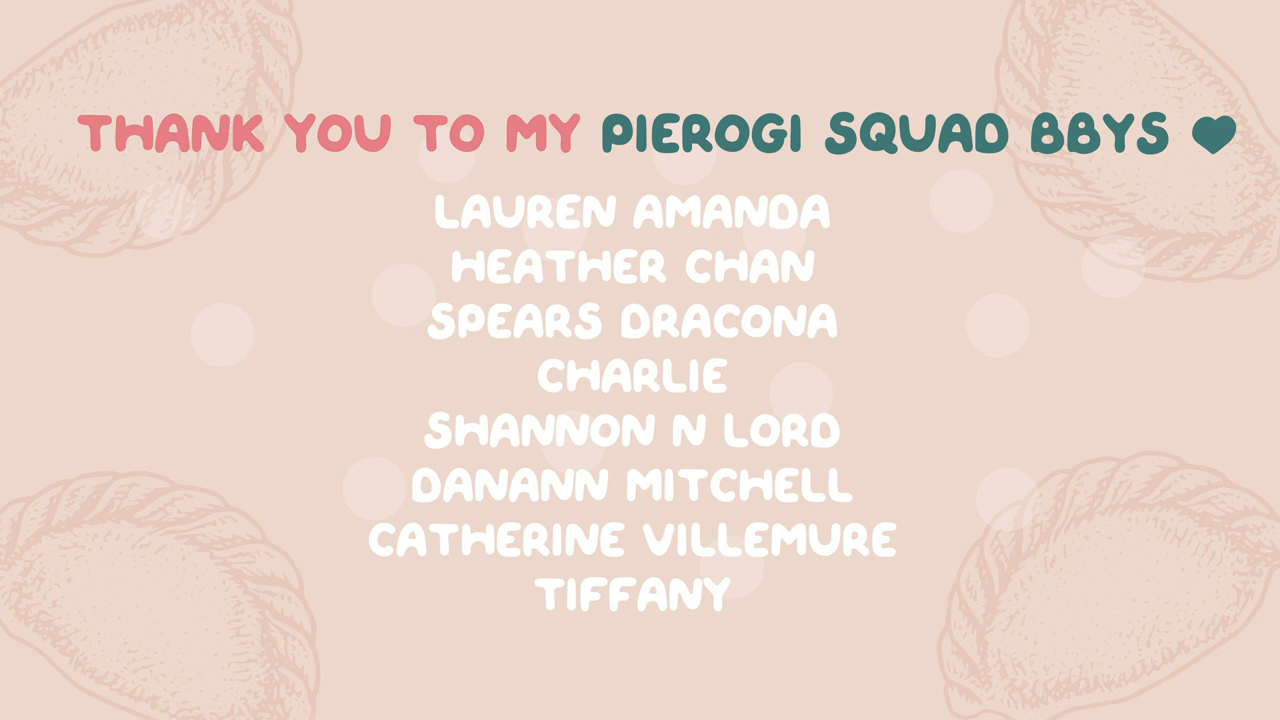 THANK YOU TO MY PIEROGI SQUAD BBYS ♥
LAUREN AMANDA
HEATHER CHAN
SPEARS DRACONA
CHARLIE
SHANNON N LORD
DANANN MITCHELL
CATHERINE VILLEMURE
TIFFANY